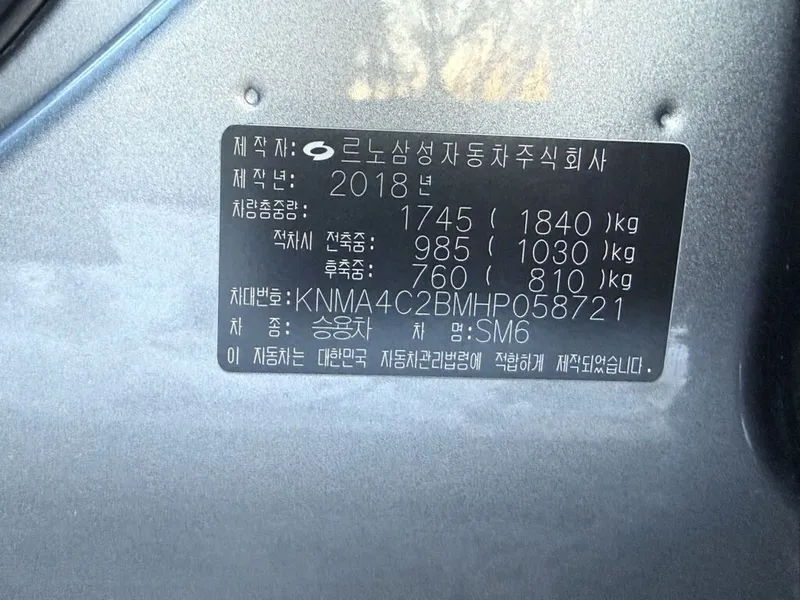 제 작 자: 르노삼성자동차주식회사
제 작 년: 2018 년
차량총중량: 1745 ( 1840 )kg
적차시 전축중: 985 ( 1030 )kg
후축중: 760 ( 810 )kg
차대번호:KNMA4C2BMHP058721
차 종: 승용차 차 명:SM6
이 자동차는 대한민국 자동차관리법령에 적합하게 제작되었습니다.